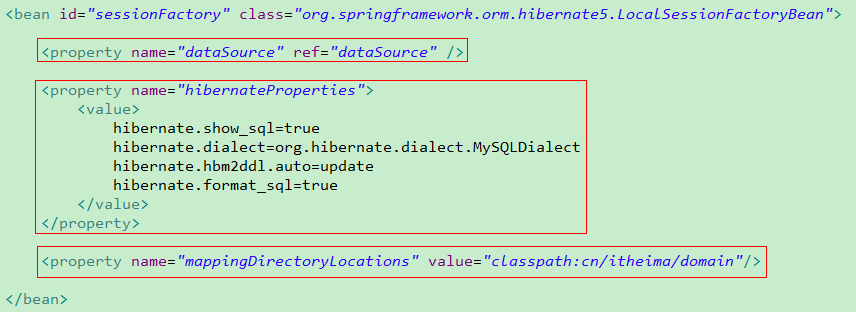 <bean id="sessionFactory" class="org.springframework.orm.hibernate5.LocalSessionFactoryBean">
<property name="dataSource" ref="dataSource" />
<property name="hibernateProperties">
<value>
hibernate.show_sql=true
hibernate.dialect=org.hibernate.dialect.MySQLDialect
hibernate.hbm2ddl.auto=update
hibernate.format_sql=true
</value>
</property>
<property name="mappingDirectoryLocations" value="classpath:cn/itheima/domain"/>
</bean>